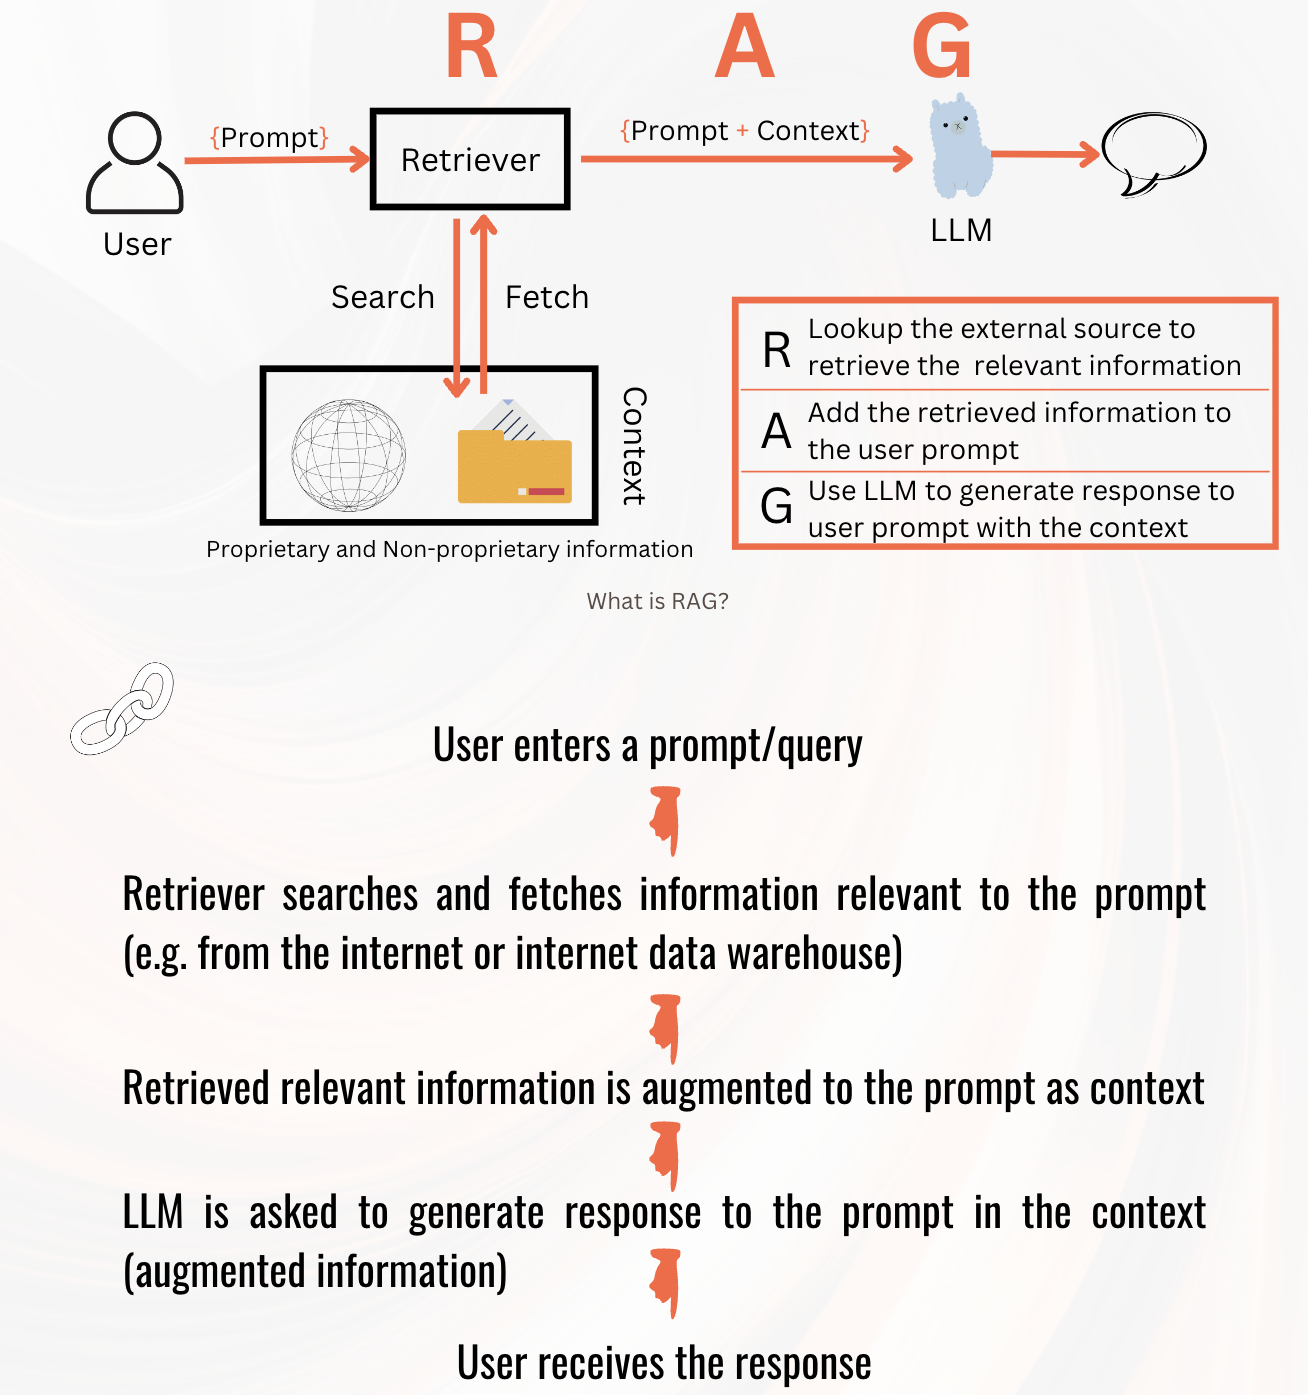 R A G
{Prompt}
Retriever
{Prompt + Context}
User
LLM
Search
Fetch
Context
Proprietary and Non-proprietary information
R
Lookup the external source to
retrieve the relevant information
A
Add the retrieved information to
the user prompt
G
Use LLM to generate response to
user prompt with the context
What is RAG?
User enters a prompt/query
Retriever searches and fetches information relevant to the prompt
(e.g. from the internet or internet data warehouse)
Retrieved relevant information is augmented to the prompt as context
LLM is asked to generate response to the prompt in the context
(augmented information)
User receives the response